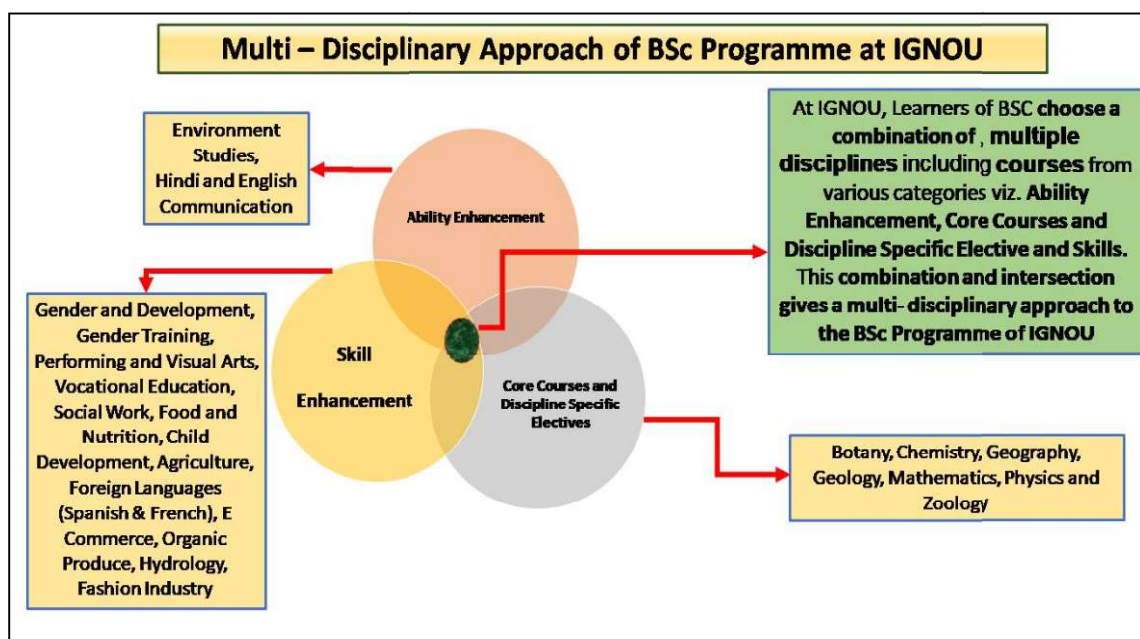 Multi – Disciplinary Approach of BSc Programme at IGNOU
Environment
Studies,
Hindi and English
Communication
Ability Enhancement
At IGNOU, Learners of BSC choose a
combination of , multiple
disciplines including courses from
various categories viz. Ability
Enhancement, Core Courses and
Discipline Specific Elective and Skills.
This combination and intersection
gives a multi- disciplinary approach to
the BSc Programme of IGNOU
Gender and Development,
Gender Training,
Performing and Visual Arts,
Vocational Education,
Social Work, Food and
Nutrition, Child
Development, Agriculture,
Foreign Languages
(Spanish & French), E
Commerce, Organic
Produce, Hydrology,
Fashion Industry
Skill
Enhancement
Core Courses and
Discipline Specific
Electives
Botany, Chemistry, Geography,
Geology, Mathematics, Physics and
Zoology